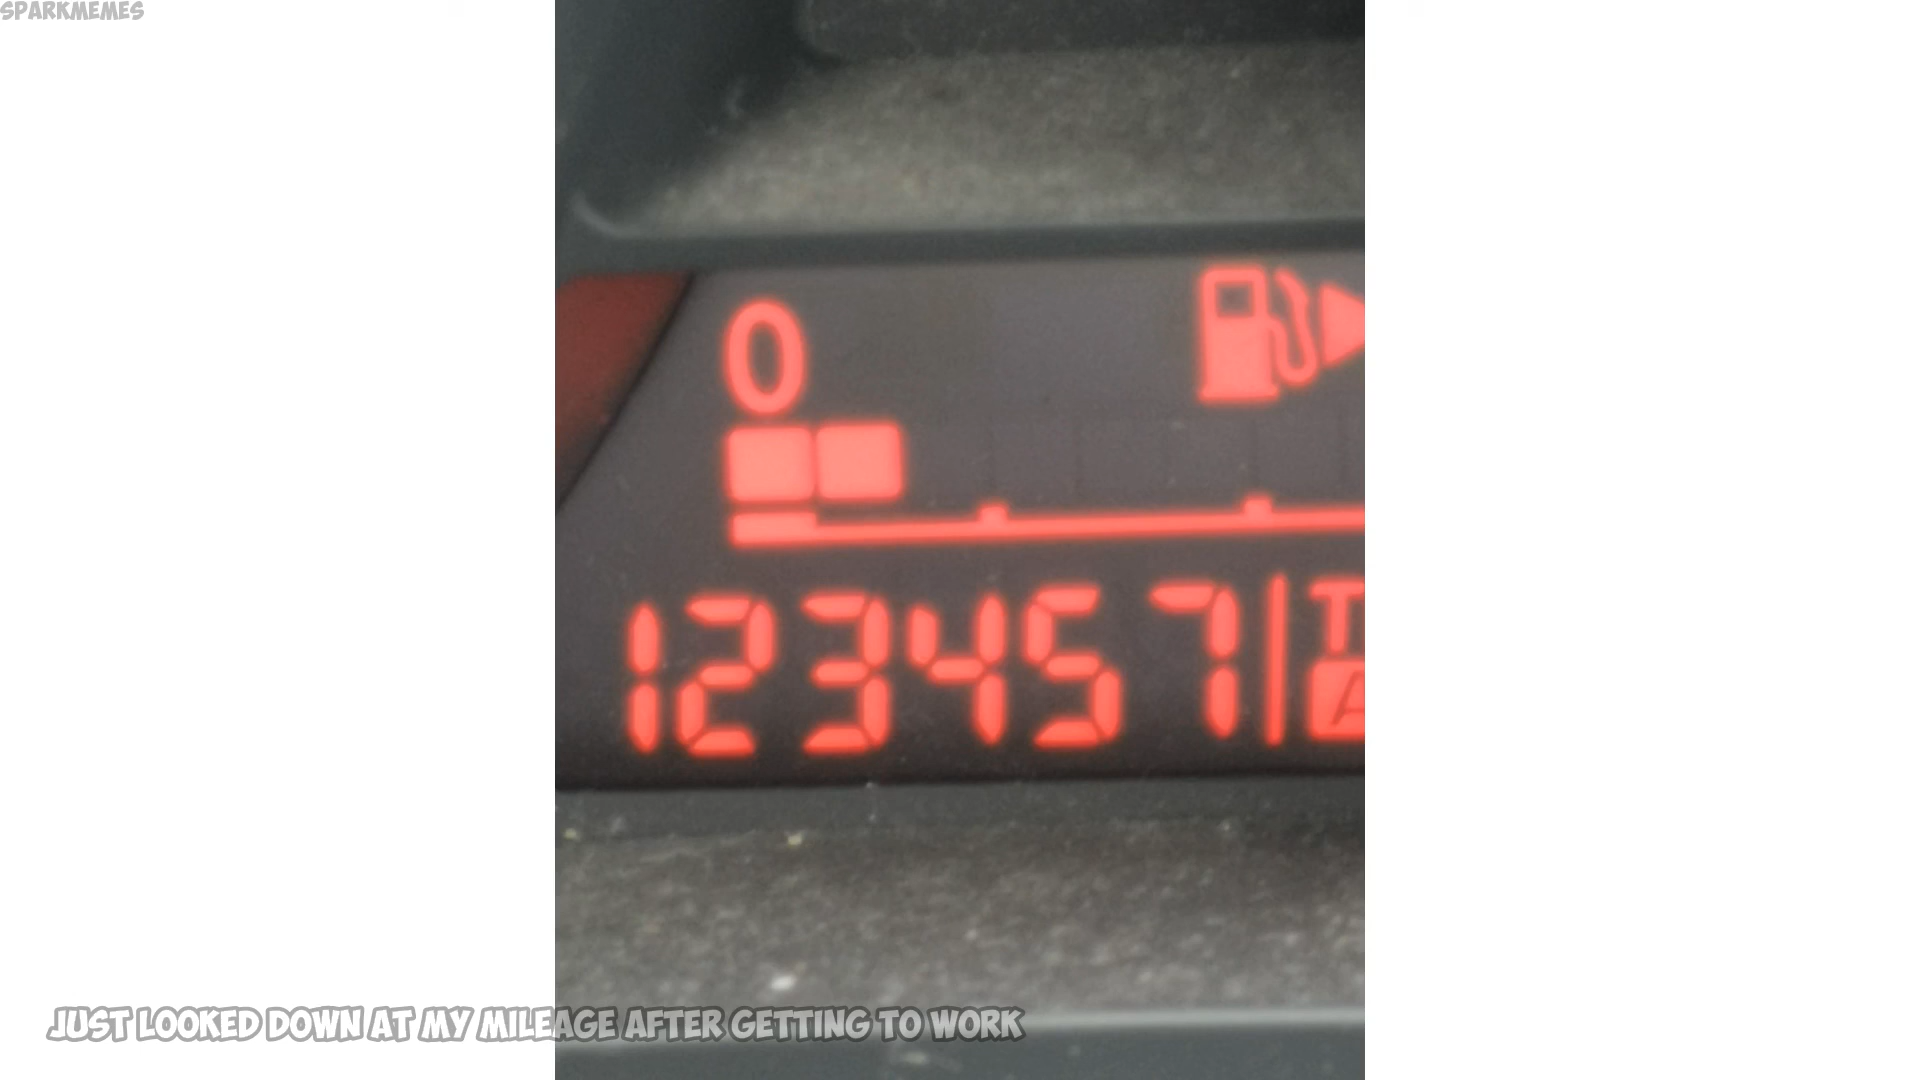 SPARKMEMES
0
123457
JUST LOOKED DOWN AT MY MILEAGE AFTER GETTING TO WORK